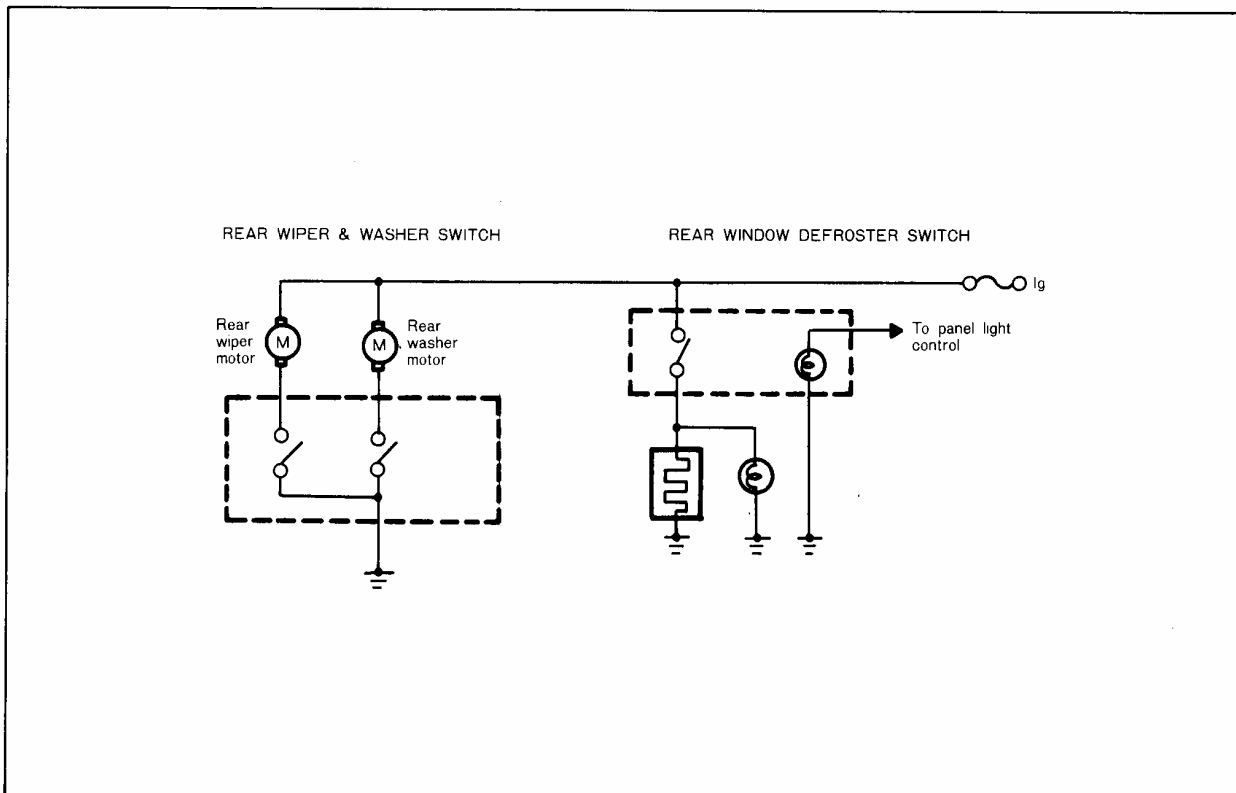 REAR WIPER & WASHER SWITCH
REAR WINDOW DEFROSTER SWITCH
Ig
Rear
wiper
motor
M
M
Rear
washer
motor
To panel light
control